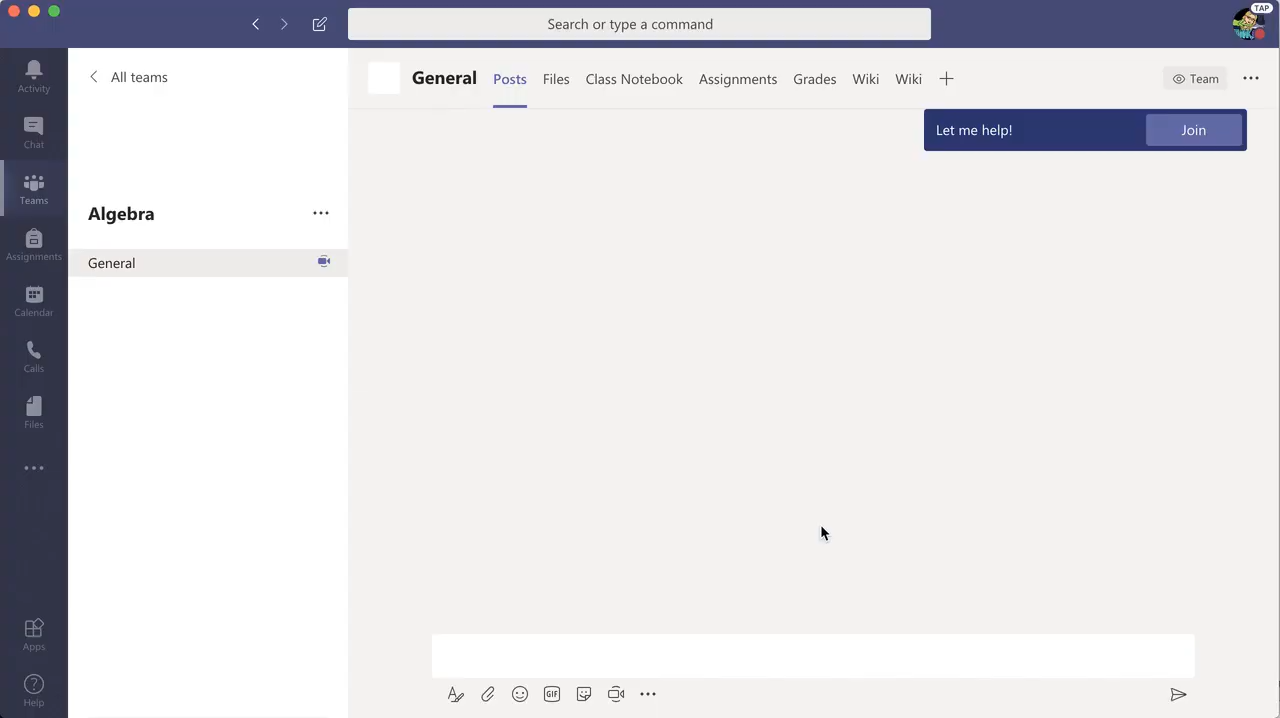 Search or type a command
TAP
Activity
Chat
Teams
Assignments
Calendar
Calls
Files
Apps
Help
All teams
Algebra
General
General
Posts
Files
Class Notebook
Assignments
Grades
Wiki
Wiki
Team
Let me help!
Join
GIF